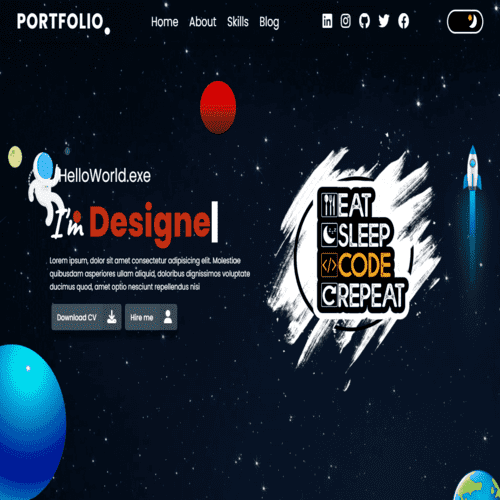 PORTFOLIO.
Home About Skills Blog
HelloWorld.exe
I'm Designe
Lorem ipsum, dolor sit amet consectetur adipisicing elit. Molestiae
quibusdam asperiores ullam aliquid, doloribus dignissimos voluptate
ducimus quod, amet optio nesciunt repellendus nisi
Download CV Hire me
EAT
SLEEP
</> CODE
REPEAT